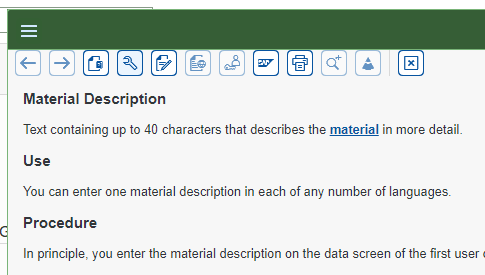 SAP
Material Description
Text containing up to 40 characters that describes the material in more detail.
Use
You can enter one material description in each of any number of languages.
Procedure
In principle, you enter the material description on the data screen of the first user